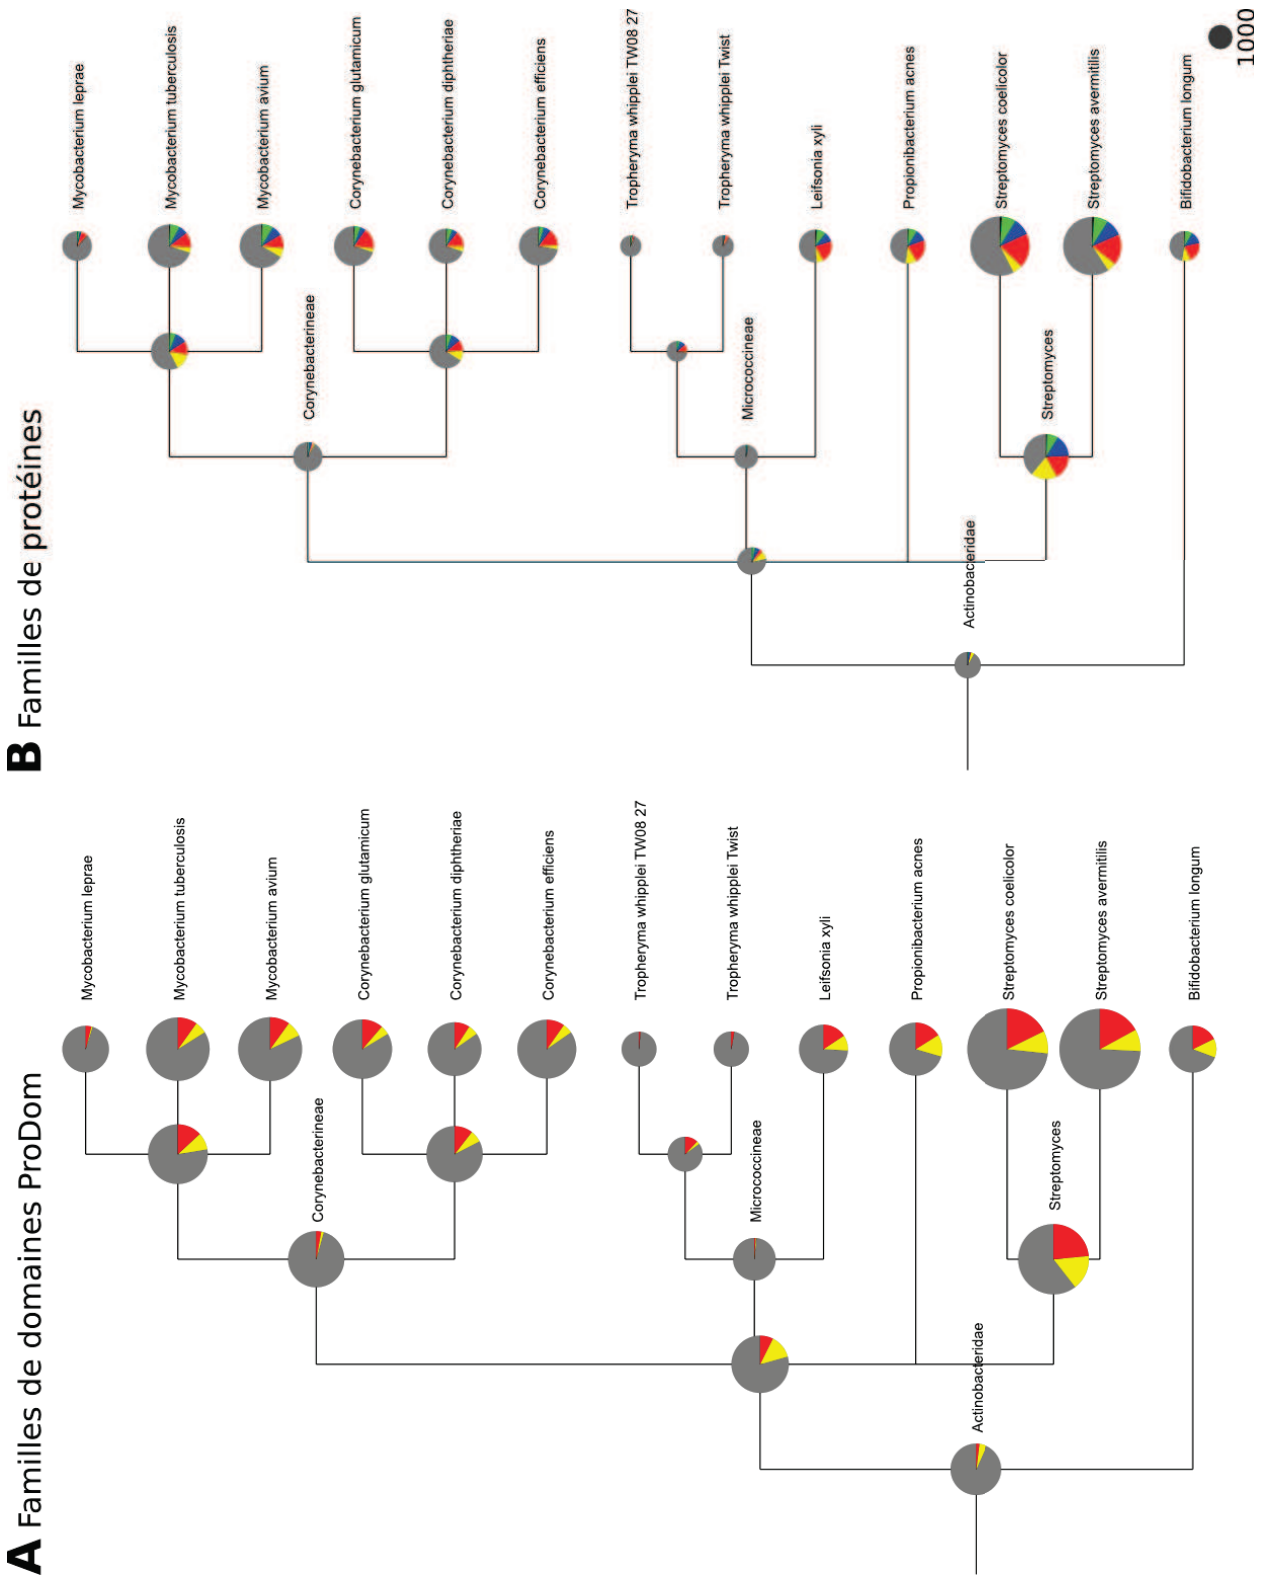 A Familles de domaines ProDom
Mycobacterium leprae
Mycobacterium tuberculosis
Mycobacterium avium
Corynebacterium glutamicum
Corynebacterium diphtheriae
Corynebacterium efficiens
Tropheryma whipplei TW08 27
Tropheryma whipplei Twist
Leifsonia xyli
Propionibacterium acnes
Streptomyces coelicolor
Streptomyces avermitilis
Bifidobacterium longum
Corynebacterineae
Micrococcineae
Streptomyces
Actinobacteridae
B Familles de protéines
Mycobacterium leprae
Mycobacterium tuberculosis
Mycobacterium avium
Corynebacterium glutamicum
Corynebacterium diphtheriae
Corynebacterium efficiens
Tropheryma whipplei TW08 27
Tropheryma whipplei Twist
Leifsonia xyli
Propionibacterium acnes
Streptomyces coelicolor
Streptomyces avermitilis
Bifidobacterium longum
Corynebacterineae
Micrococcineae
Streptomyces
Actinobacteridae
1000